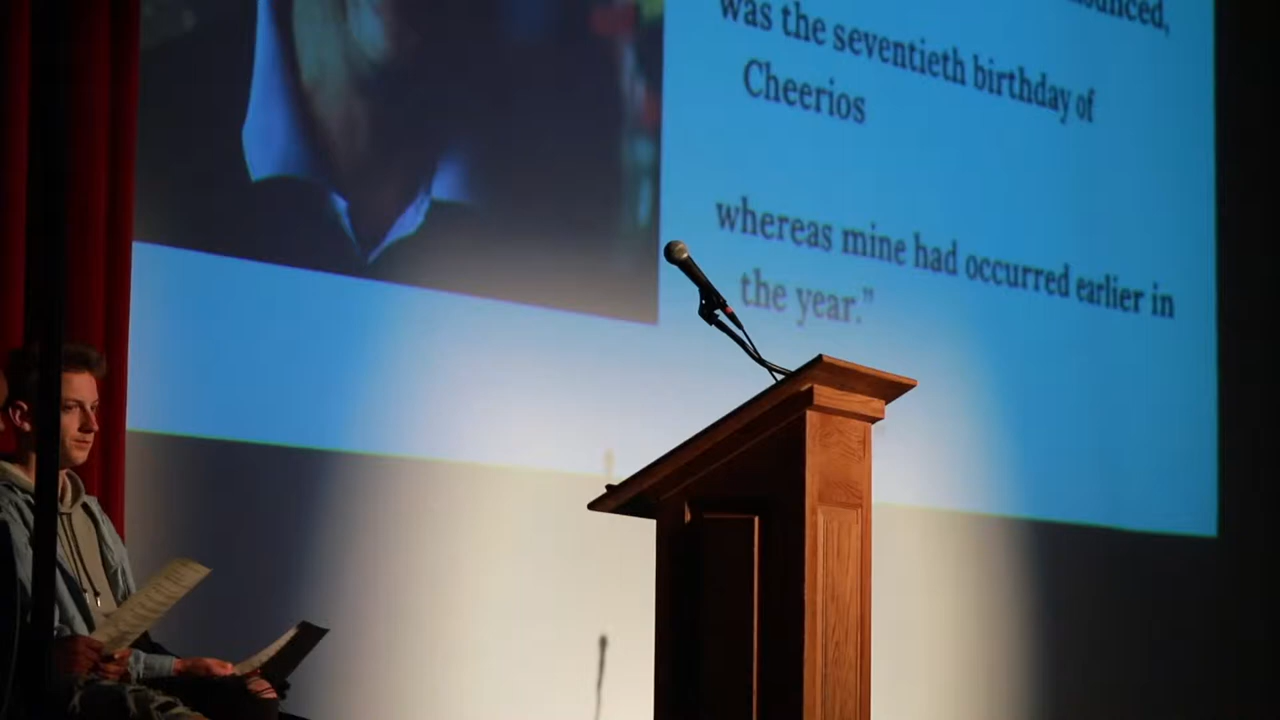 was the seventieth birthday of
Cheerios
whereas mine had occurred earlier in
the year.”